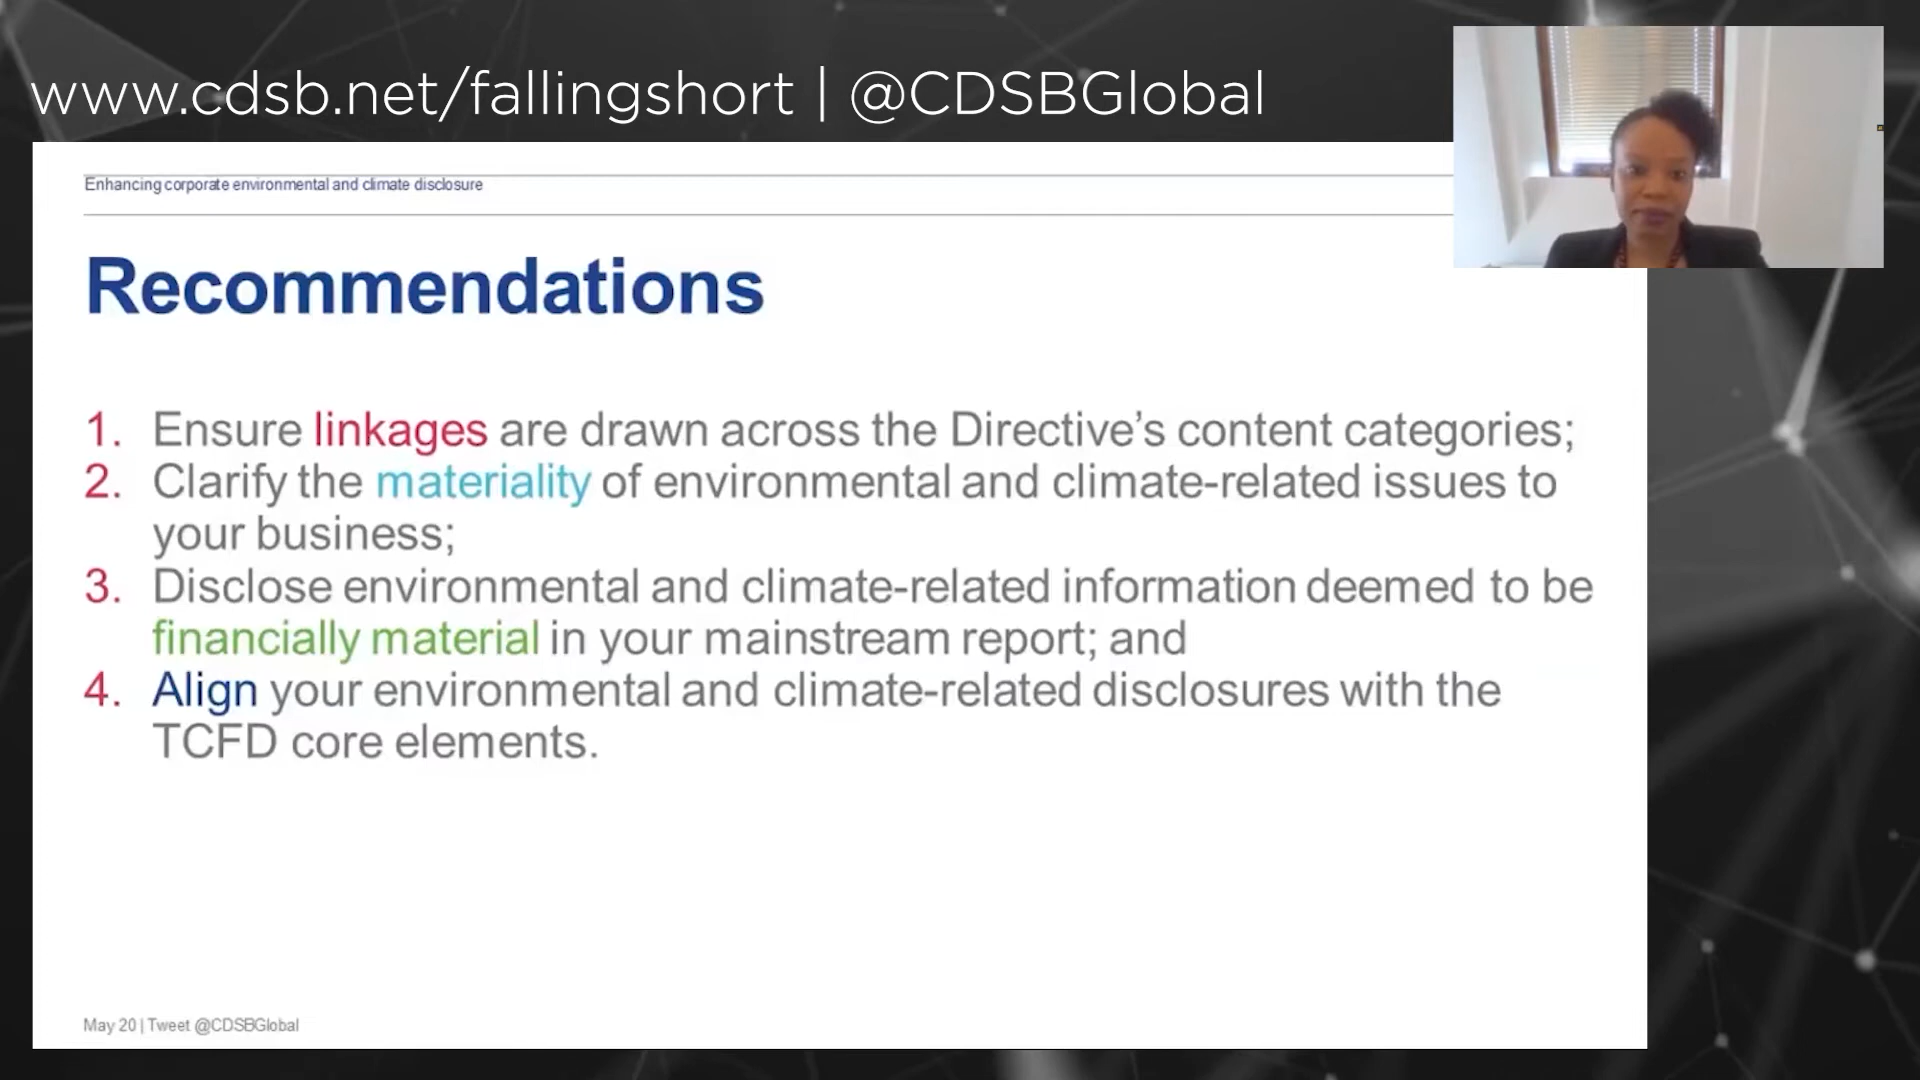 www.cdsb.net/fallingshort | @CDSBGlobal
Enhancing corporate environmental and climate disclosure
Recommendations
1. Ensure linkages are drawn across the Directive’s content categories;
2. Clarify the materiality of environmental and climate-related issues to
your business;
3. Disclose environmental and climate-related information deemed to be
financially material in your mainstream report; and
4. Align your environmental and climate-related disclosures with the
TCFD core elements.
May 20 | Tweet @CDSBGlobal